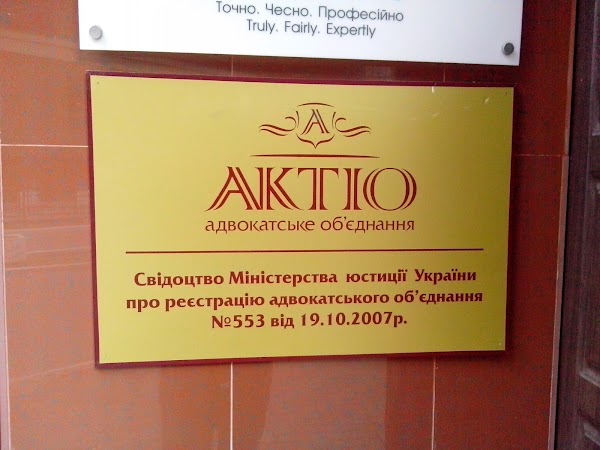 Точно. Чесно. Професійно
Truly. Fairly. Expertly
А
АКТІО
адвокатське об'єднання
Свідоцтво Міністерства юстиції України
про реєстрацію адвокатського об'єднання
№553 від 19.10.2007р.